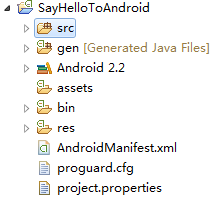 SayHelloToAndroid
src
gen [Generated Java Files]
Android 2.2
assets
bin
res
AndroidManifest.xml
proguard.cfg
project.properties